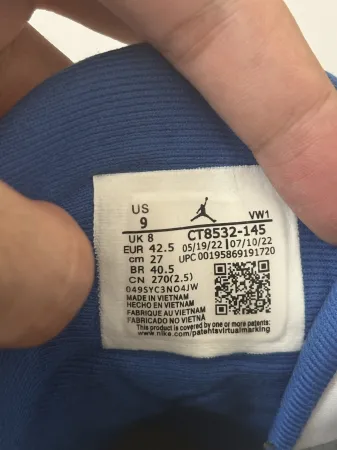 US
9
VW1
UK 8
CT8532-145
EUR 42.5
05/19/22 | 07/10/22
cm 27
UPC 00195869191720
BR 40.5
CN 270(2.5)
049SYC3NO4JW
MADE IN VIETNAM
HECHO EN VIETNAM
FABRIQUE AU VIETNAM
FABRICADO NO VIETNÃ
This product is covered by one or more patents:
www.nike.com/patentsvirtualmarking